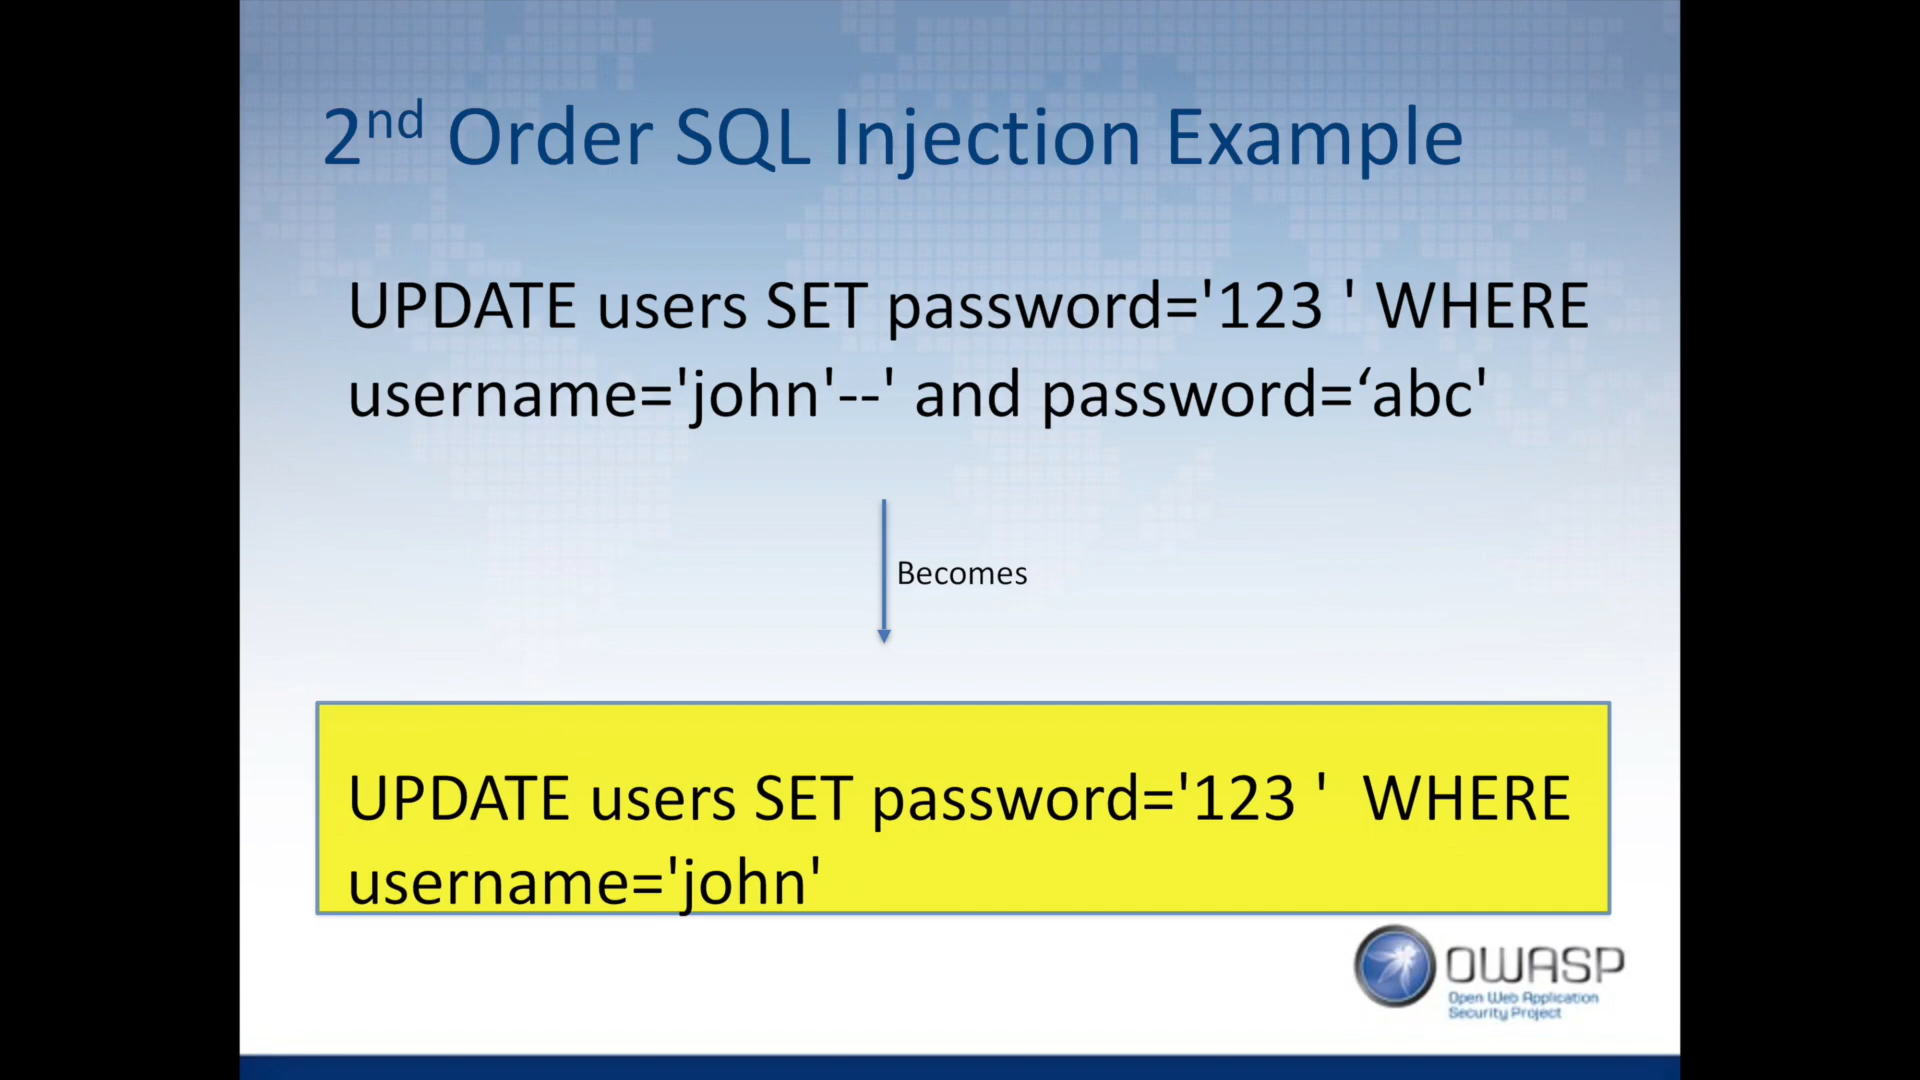 2nd Order SQL Injection Example
UPDATE users SET password='123 ' WHERE
username='john'--' and password=‘abc'
Becomes
UPDATE users SET password='123 '  WHERE
username='john'
OWASP
Open Web Application
Security Project